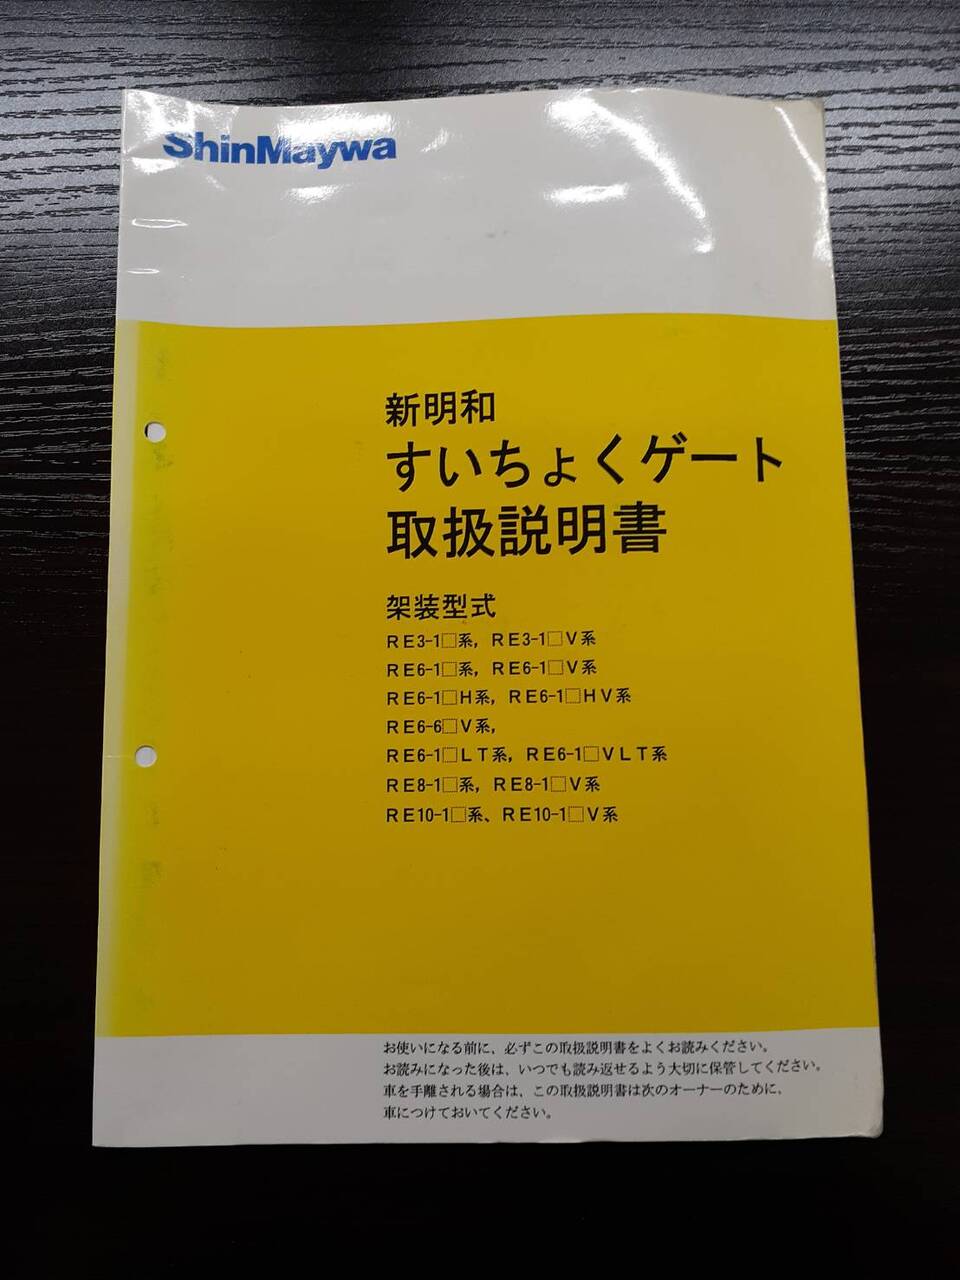 ShinMaywa
新明和
すいちょくゲート
取扱説明書
架装型式
RE3-1□系，RE3-1□V系
RE6-1□系，RE6-1□V系
RE6-1□H系，RE6-1□HV系
RE6-6□V系，
RE6-1□LT系，RE6-1□VLT系
RE8-1□系，RE8-1□V系
RE10-1□系、RE10-1□V系
お使いになる前に、必ずこの取扱説明書をよくお読みください。
お読みになった後は、いつでも読み返せるよう大切に保管してください。
車を手離される場合は、この取扱説明書は次のオーナーのために、
車につけておいてください。